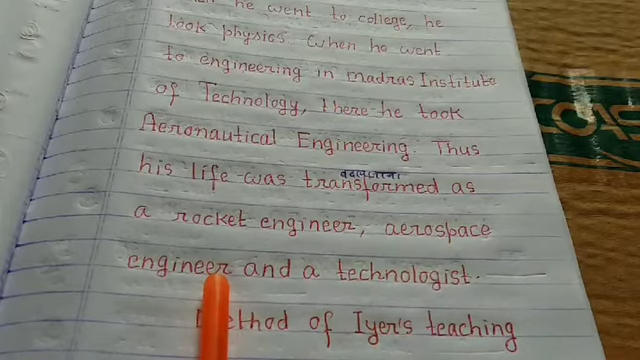 he went to college, he
took physics. When he went
to engineering in madras Institute
of Technology, there he took
Aeronautical Engineering. Thus
his life was transformed as
a rocket engineer, aerospace
engineer and a technologist.
of Iyer's teaching
COAS